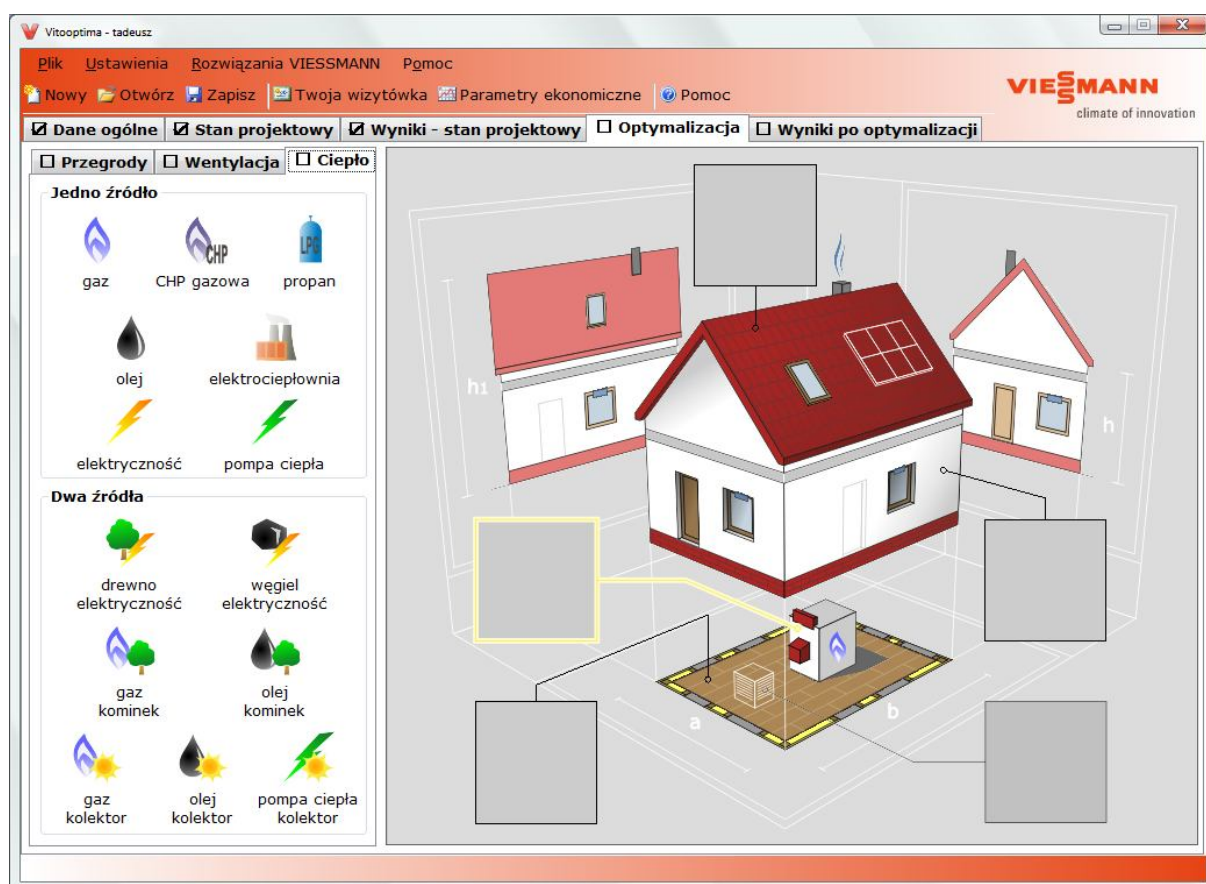 Vitooptima - tadeusz
Plik Ustawienia Rozwiązania VIESSMANN Pomoc
Nowy Otwórz Zapisz Twoja wizytówka Parametry ekonomiczne Pomoc
VIESSMANN
climate of innovation
Dane ogólne Stan projektowy Wyniki - stan projektowy Optymalizacja Wyniki po optymalizacji
Przegrody Wentylacja Ciepło
Jedno źródło
CHP
LPG
gaz CHP gazowa propan
olej elektrociepłownia
elektryczność pompa ciepła
Dwa źródła
drewno elektryczność
węgiel elektryczność
gaz kominek
olej kominek
gaz kolektor
olej kolektor
pompa ciepła kolektor
h1
h
a
b